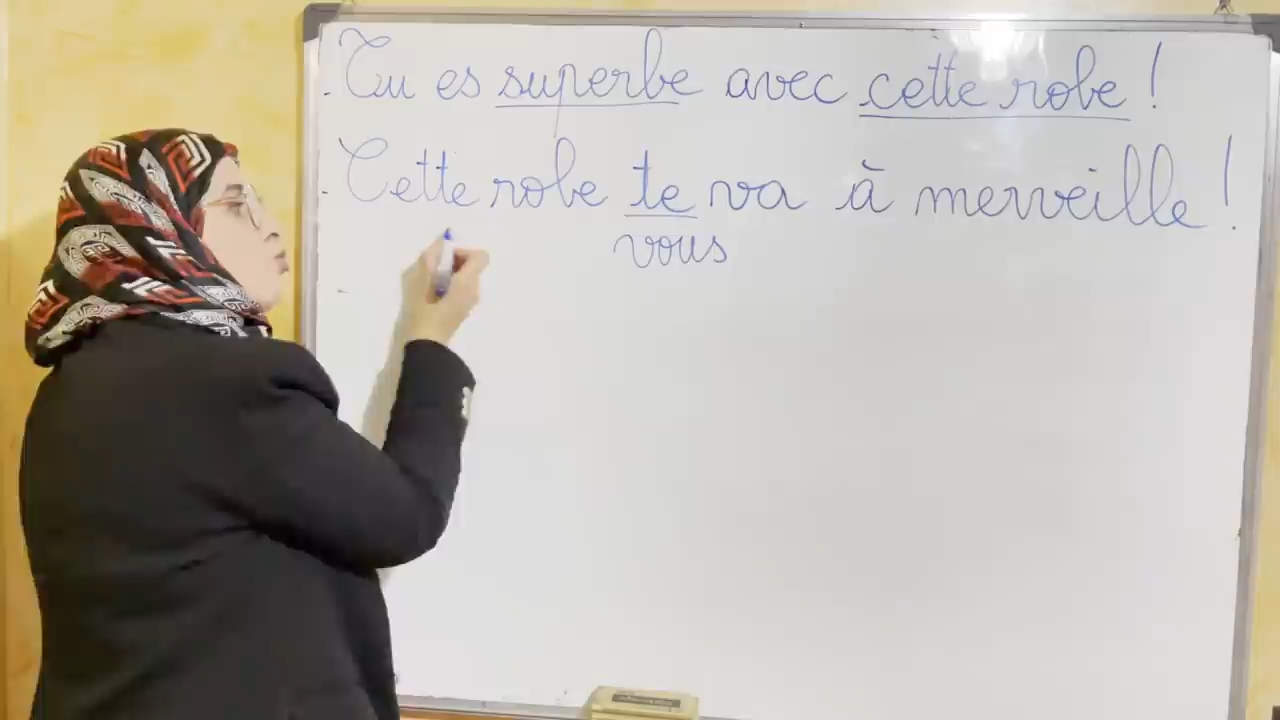 - Tu es superbe avec cette robe !
- Cette robe te va à merveille !
vous